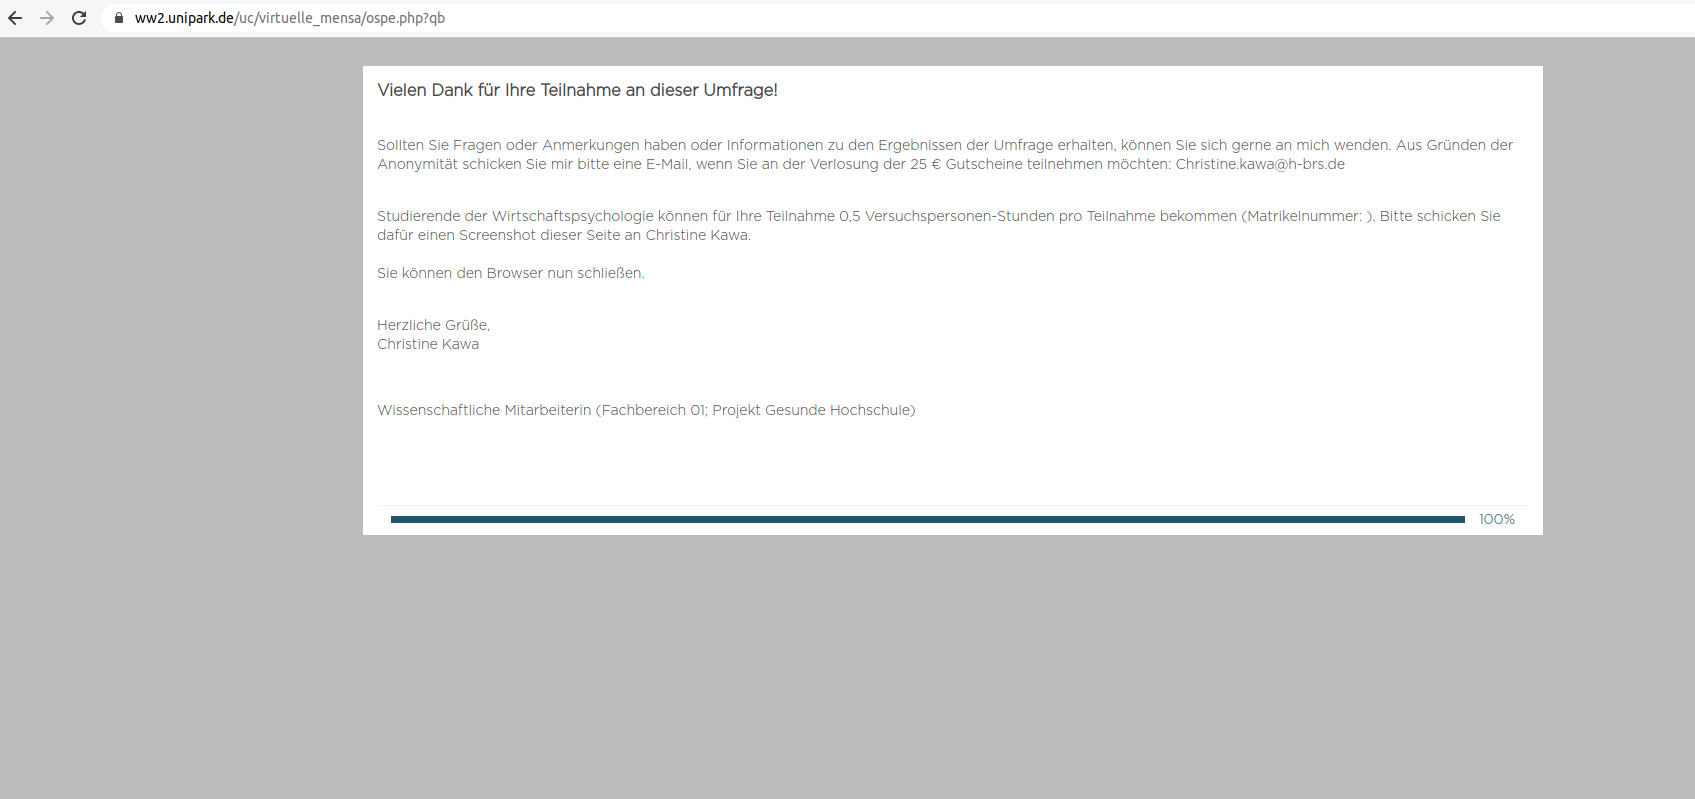 ww2.unipark.de/uc/virtuelle_mensa/ospe.php?qb
Vielen Dank für Ihre Teilnahme an dieser Umfrage!
Sollten Sie Fragen oder Anmerkungen haben oder Informationen zu den Ergebnissen der Umfrage erhalten, können Sie sich gerne an mich wenden. Aus Gründen der
Anonymität schicken Sie mir bitte eine E-Mail, wenn Sie an der Verlosung der 25 € Gutscheine teilnehmen möchten: Christine.kawa@h-brs.de
Studierende der Wirtschaftspsychologie können für Ihre Teilnahme 0,5 Versuchspersonen-Stunden pro Teilnahme bekommen (Matrikelnummer: ). Bitte schicken Sie
dafür einen Screenshot dieser Seite an Christine Kawa.
Sie können den Browser nun schließen.
Herzliche Grüße,
Christine Kawa
Wissenschaftliche Mitarbeiterin (Fachbereich 01; Projekt Gesunde Hochschule)
100%